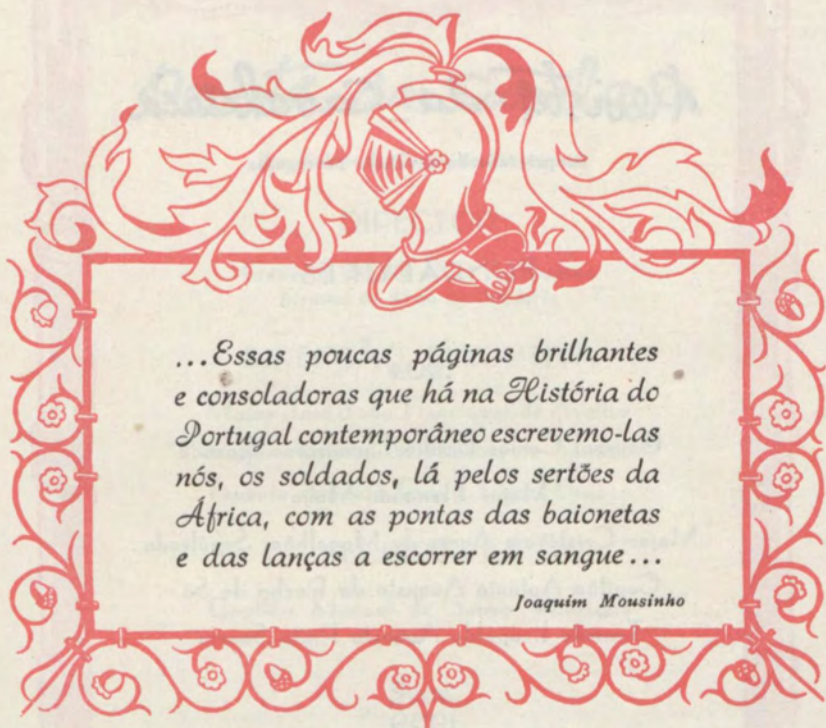 ...Essas poucas páginas brilhantes
e consoladoras que há na História do
Portugal contemporâneo escrevemo-las
nós, os soldados, lá pelos sertões da
África, com as pontas das baionetas
e das lanças a escorrer em sangue...
Joaquim Mousinho